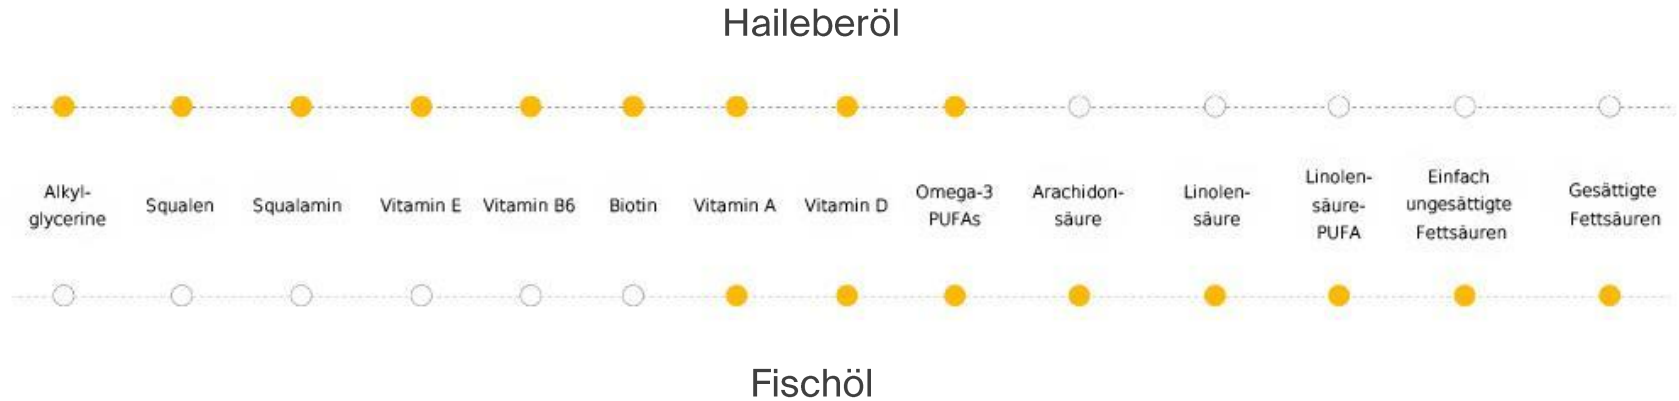 Haileberöl
Alkyl-
glycerine
Squalen
Squalamin
Vitamin E
Vitamin B6
Biotin
Vitamin A
Vitamin D
Omega-3
PUFAs
Arachidon-
säure
Linolen-
säure
Linolen-
säure-
PUFA
Einfach
ungesättigte
Fettsäuren
Gesättigte
Fettsäuren
Fischöl